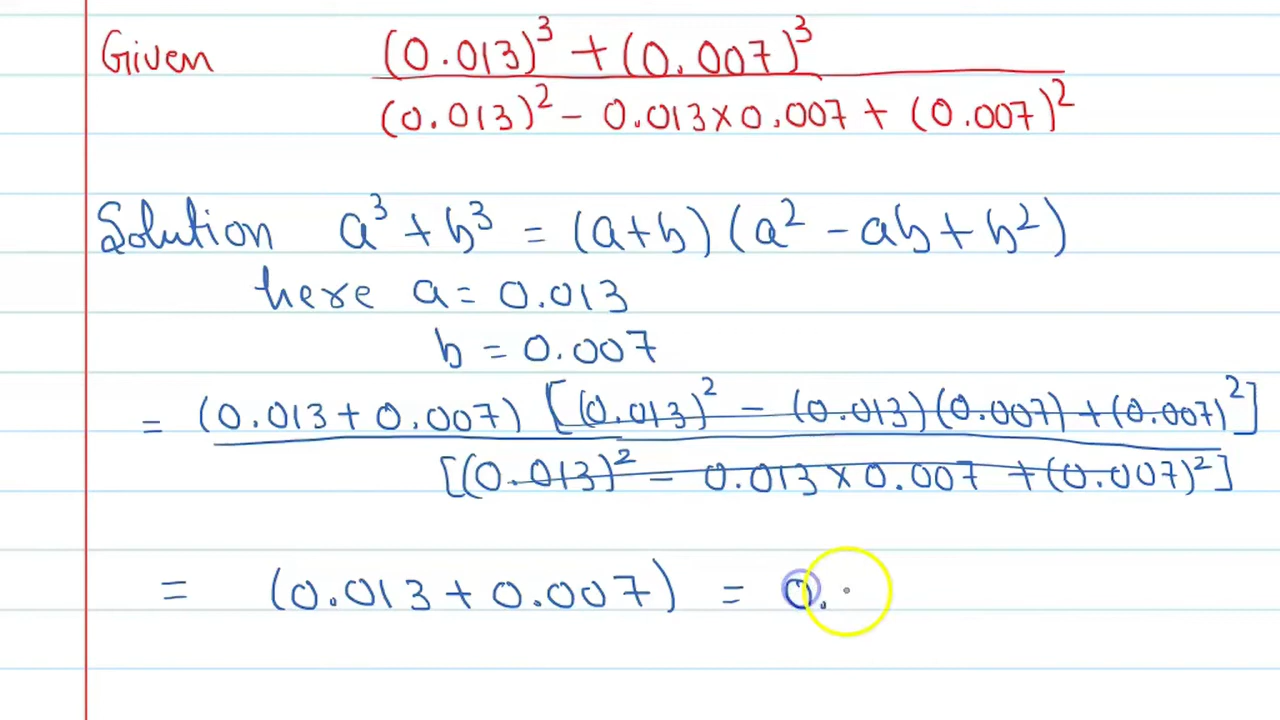 Given (0.013)³ + (0.007)³
(0.013)² - 0.013 × 0.007 + (0.007)²
Solution a³ + b³ = (a+b) (a² - ab + b²)
here a = 0.013
b = 0.007
= (0.013 + 0.007) [(0.013)² - (0.013)(0.007) + (0.007)²]
[(0.013)² - 0.013 × 0.007 + (0.007)²]
= (0.013 + 0.007) = 0.